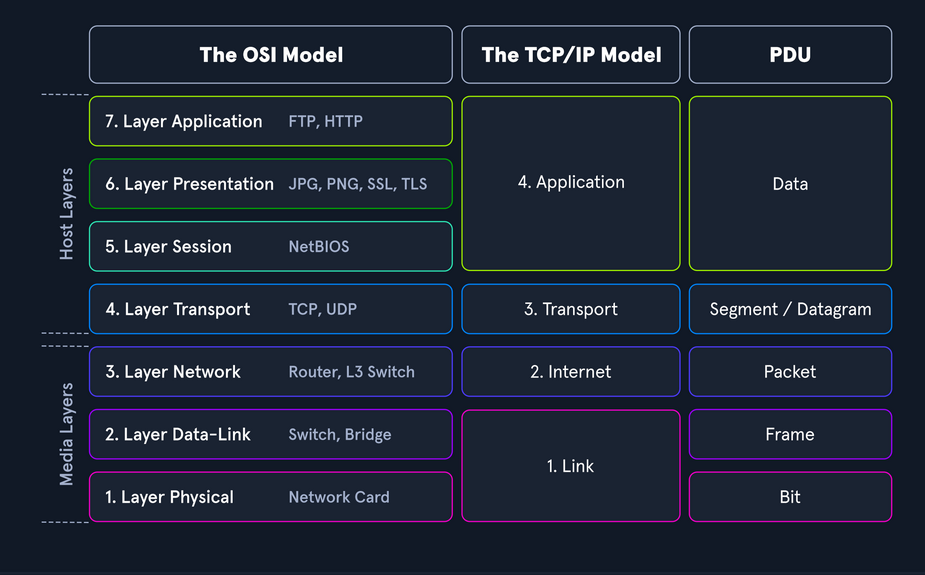 The OSI Model
The TCP/IP Model
PDU
Host Layers
7. Layer Application FTP, HTTP
6. Layer Presentation JPG, PNG, SSL, TLS
5. Layer Session NetBIOS
4. Application
Data
4. Layer Transport TCP, UDP
3. Transport
Segment / Datagram
Media Layers
3. Layer Network Router, L3 Switch
2. Internet
Packet
2. Layer Data-Link Switch, Bridge
Frame
1. Layer Physical Network Card
1. Link
Bit